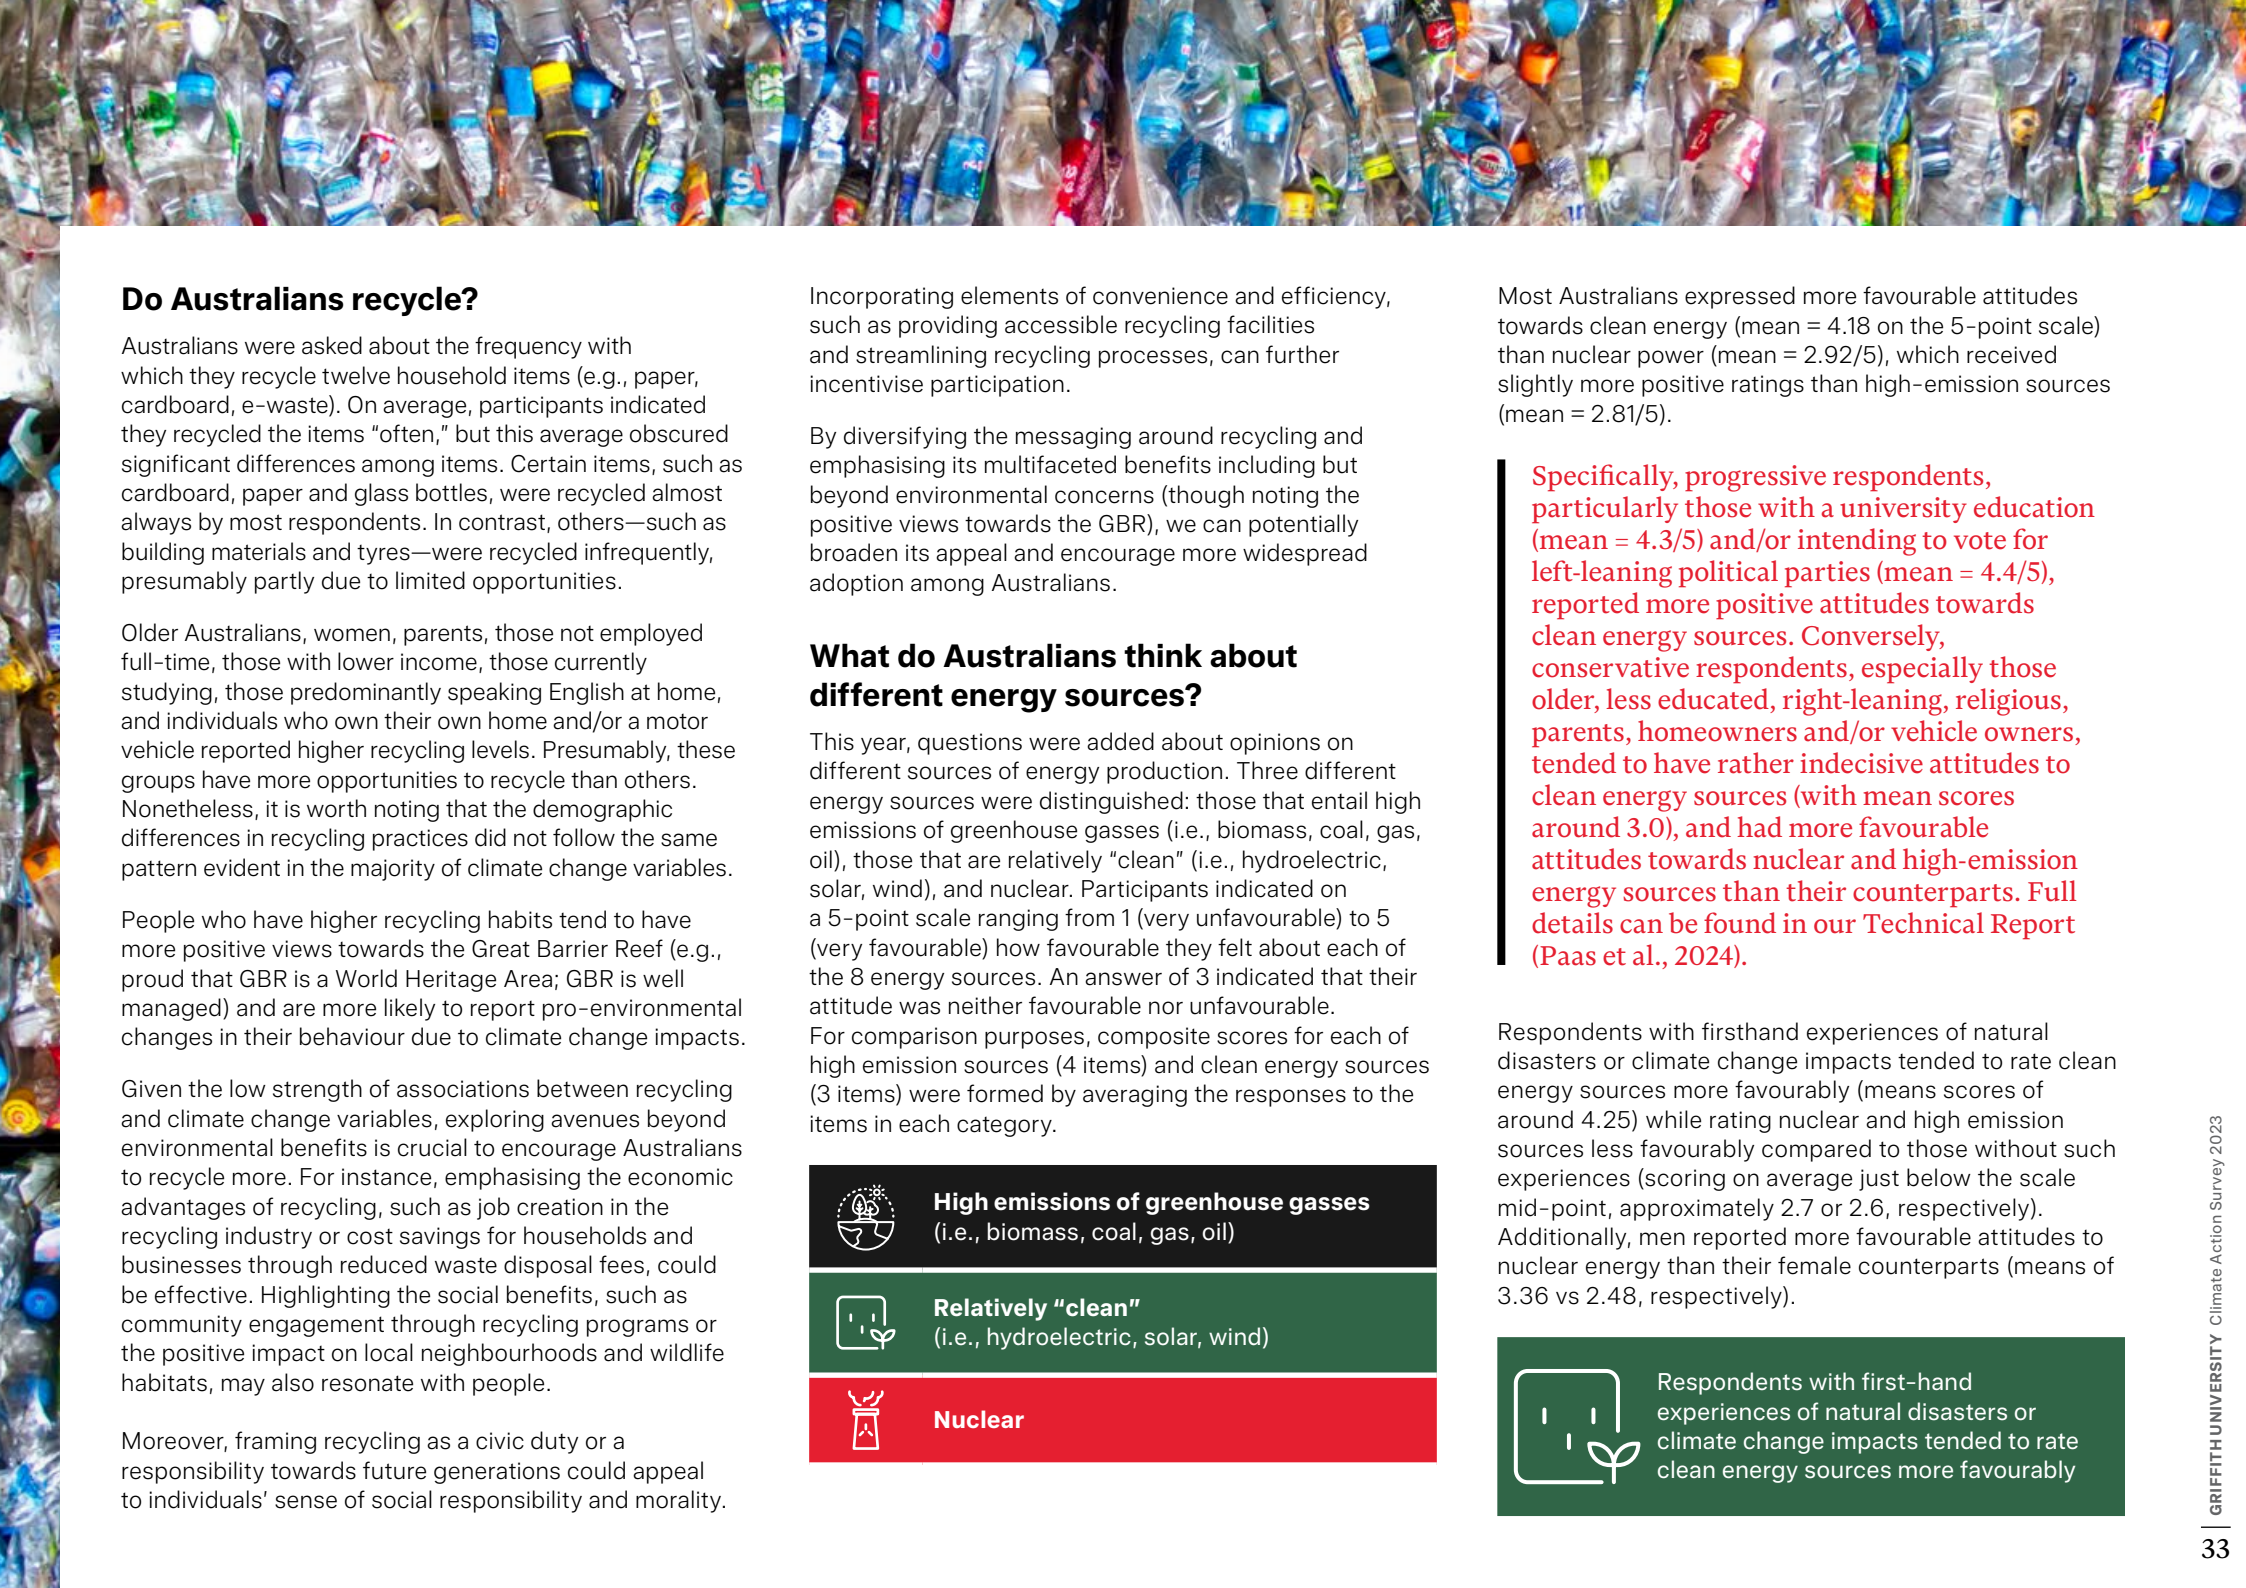 Do Australians recycle?
Australians were asked about the frequency with
which they recycle twelve household items (e.g., paper,
cardboard, e-waste). On average, participants indicated
they recycled the items “often,” but this average obscured
significant differences among items. Certain items, such as
cardboard, paper and glass bottles, were recycled almost
always by most respondents. In contrast, others—such as
building materials and tyres—were recycled infrequently,
presumably partly due to limited opportunities.
Older Australians, women, parents, those not employed
full-time, those with lower income, those currently
studying, those predominantly speaking English at home,
and individuals who own their own home and/or a motor
vehicle reported higher recycling levels. Presumably, these
groups have more opportunities to recycle than others.
Nonetheless, it is worth noting that the demographic
differences in recycling practices did not follow the same
pattern evident in the majority of climate change variables.
People who have higher recycling habits tend to have
more positive views towards the Great Barrier Reef (e.g.,
proud that GBR is a World Heritage Area; GBR is well
managed) and are more likely to report pro-environmental
changes in their behaviour due to climate change impacts.
Given the low strength of associations between recycling
and climate change variables, exploring avenues beyond
environmental benefits is crucial to encourage Australians
to recycle more. For instance, emphasising the economic
advantages of recycling, such as job creation in the
recycling industry or cost savings for households and
businesses through reduced waste disposal fees, could
be effective. Highlighting the social benefits, such as
community engagement through recycling programs or
the positive impact on local neighbourhoods and wildlife
habitats, may also resonate with people.
Moreover, framing recycling as a civic duty or a
responsibility towards future generations could appeal
to individuals’ sense of social responsibility and morality.
Incorporating elements of convenience and efficiency,
such as providing accessible recycling facilities
and streamlining recycling processes, can further
incentivise participation.
By diversifying the messaging around recycling and
emphasising its multifaceted benefits including but
beyond environmental concerns (though noting the
positive views towards the GBR), we can potentially
broaden its appeal and encourage more widespread
adoption among Australians.
What do Australians think about
different energy sources?
This year, questions were added about opinions on
different sources of energy production. Three different
energy sources were distinguished: those that entail high
emissions of greenhouse gasses (i.e., biomass, coal, gas,
oil), those that are relatively “clean” (i.e., hydroelectric,
solar, wind), and nuclear. Participants indicated on
a 5-point scale ranging from 1 (very unfavourable) to 5
(very favourable) how favourable they felt about each of
the 8 energy sources. An answer of 3 indicated that their
attitude was neither favourable nor unfavourable.
For comparison purposes, composite scores for each of
high emission sources (4 items) and clean energy sources
(3 items) were formed by averaging the responses to the
items in each category.
High emissions of greenhouse gasses
(i.e., biomass, coal, gas, oil)
Relatively “clean”
(i.e., hydroelectric, solar, wind)
Nuclear
Most Australians expressed more favourable attitudes
towards clean energy (mean = 4.18 on the 5-point scale)
than nuclear power (mean = 2.92/5), which received
slightly more positive ratings than high-emission sources
(mean = 2.81/5).
Specifically, progressive respondents,
particularly those with a university education
(mean = 4.3/5) and/or intending to vote for
left-leaning political parties (mean = 4.4/5),
reported more positive attitudes towards
clean energy sources. Conversely,
conservative respondents, especially those
older, less educated, right-leaning, religious,
parents, homeowners and/or vehicle owners,
tended to have rather indecisive attitudes to
clean energy sources (with mean scores
around 3.0), and had more favourable
attitudes towards nuclear and high-emission
energy sources than their counterparts. Full
details can be found in our Technical Report
(Paas et al., 2024).
Respondents with firsthand experiences of natural
disasters or climate change impacts tended to rate clean
energy sources more favourably (means scores of
around 4.25) while rating nuclear and high emission
sources less favourably compared to those without such
experiences (scoring on average just below the scale
mid-point, approximately 2.7 or 2.6, respectively).
Additionally, men reported more favourable attitudes to
nuclear energy than their female counterparts (means of
3.36 vs 2.48, respectively).
Respondents with first-hand
experiences of natural disasters or
climate change impacts tended to rate
clean energy sources more favourably
GRIFFITH UNIVERSITY Climate Action Survey 2023
33